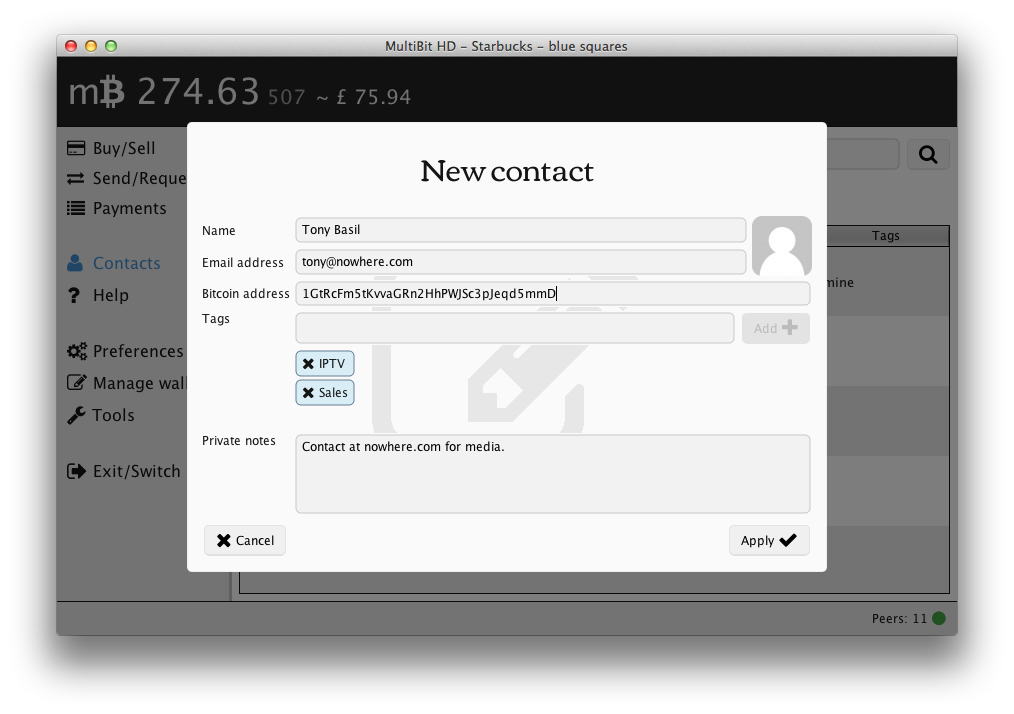 MultiBit HD – Starbucks – blue squares
m₿ 274.63 507 ~ £ 75.94
Buy/Sell
Send/Reque
Payments
Contacts
Help
Preferences
Manage wall
Tools
Exit/Switch
Tags
mine
New contact
Name
Tony Basil
Email address
tony@nowhere.com
Bitcoin address
1GtRcFm5tKvvaGRn2HhPWJSc3pJeqd5mmD
Tags
Add
IPTV
Sales
Private notes
Contact at nowhere.com for media.
Cancel
Apply
Peers: 11